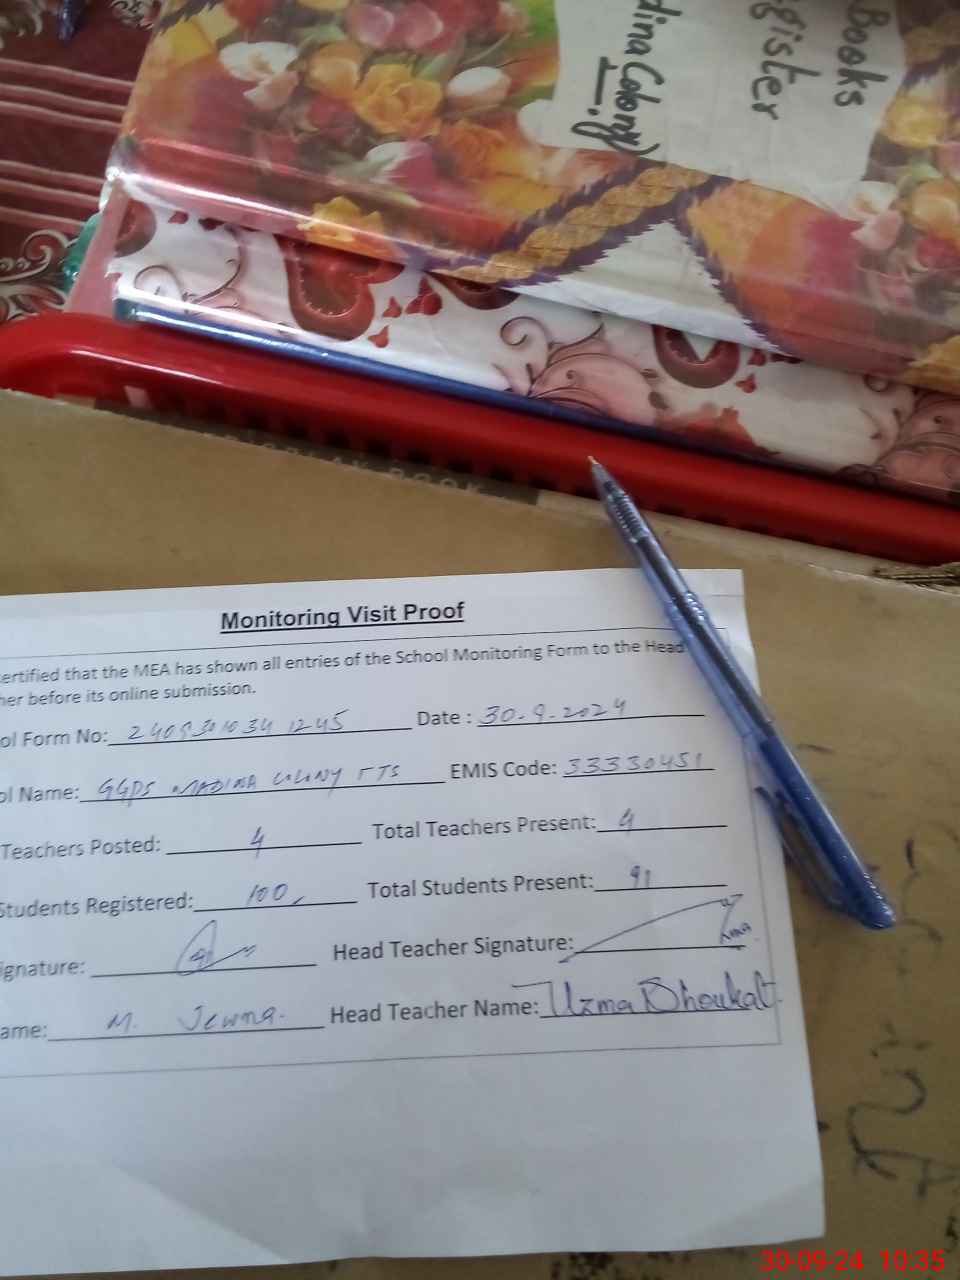 Books
gister
dina Colony)
Monitoring Visit Proof
ertified that the MEA has shown all entries of the School Monitoring Form to the Head
her before its online submission.
ol Form No: Date : 30-9-2024
ol Name: GGPS MADINA COLONY TTS EMIS Code: 33330451
Teachers Posted: 4 Total Teachers Present: 4
Students Registered: 100 Total Students Present: 91
ignature: Head Teacher Signature:
ame: M. Head Teacher Name: Uzma Shoukat
30-09-24 10:35